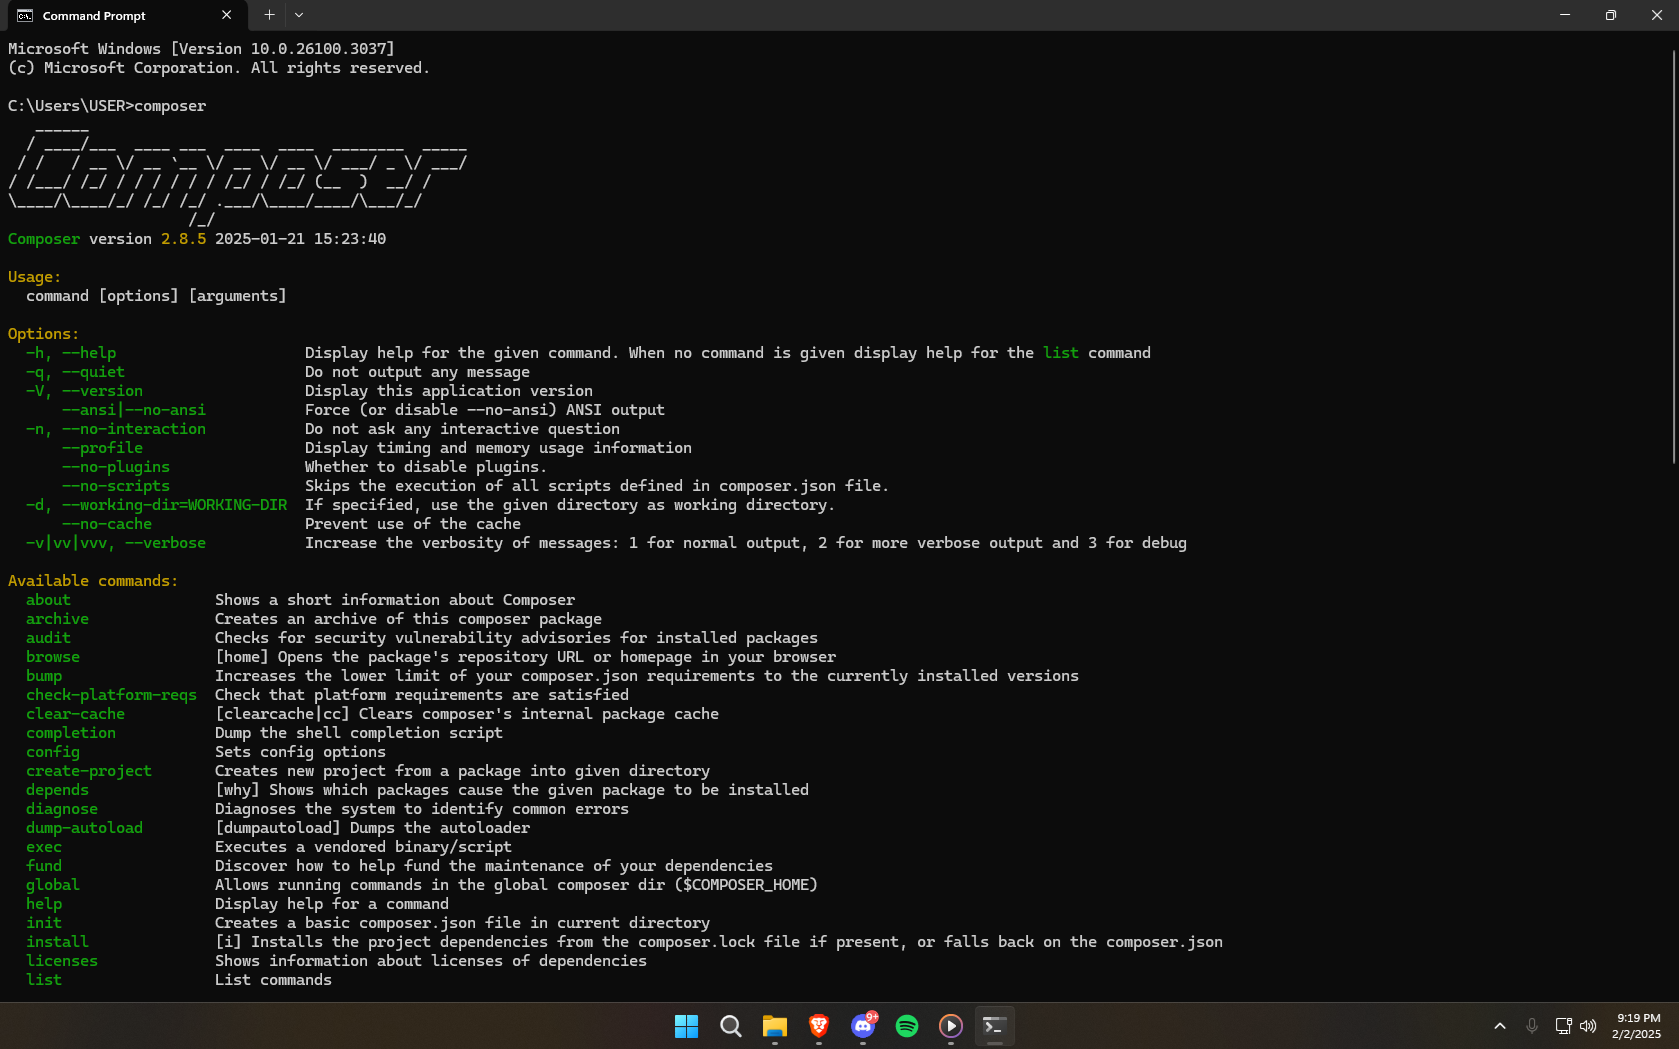 Command Prompt
Microsoft Windows [Version 10.0.26100.3037]
(c) Microsoft Corporation. All rights reserved.
C:\Users\USER>composer
   ______
  / ____/___  ____ ___  ____  ____  ________  _____
 / /   / __ \/ __ `__ \/ __ \/ __ \/ ___/ _ \/ ___/
/ /___/ /_/ / / / / / / /_/ / /_/ (__  )  __/ /
\____/\____/_/ /_/ /_/ .___/\____/____/\___/_/
                    /_/
Composer version 2.8.5 2025-01-21 15:23:40
Usage:
  command [options] [arguments]
Options:
  -h, --help                     Display help for the given command. When no command is given display help for the list command
  -q, --quiet                    Do not output any message
  -V, --version                  Display this application version
      --ansi|--no-ansi           Force (or disable --no-ansi) ANSI output
  -n, --no-interaction           Do not ask any interactive question
      --profile                  Display timing and memory usage information
      --no-plugins               Whether to disable plugins.
      --no-scripts               Skips the execution of all scripts defined in composer.json file.
  -d, --working-dir=WORKING-DIR  If specified, use the given directory as working directory.
      --no-cache                 Prevent use of the cache
  -v|vv|vvv, --verbose           Increase the verbosity of messages: 1 for normal output, 2 for more verbose output and 3 for debug
Available commands:
  about                Shows a short information about Composer
  archive              Creates an archive of this composer package
  audit                Checks for security vulnerability advisories for installed packages
  browse               [home] Opens the package's repository URL or homepage in your browser
  bump                 Increases the lower limit of your composer.json requirements to the currently installed versions
  check-platform-reqs  Check that platform requirements are satisfied
  clear-cache          [clearcache|cc] Clears composer's internal package cache
  completion           Dump the shell completion script
  config               Sets config options
  create-project       Creates new project from a package into given directory
  depends              [why] Shows which packages cause the given package to be installed
  diagnose             Diagnoses the system to identify common errors
  dump-autoload        [dumpautoload] Dumps the autoloader
  exec                 Executes a vendored binary/script
  fund                 Discover how to help fund the maintenance of your dependencies
  global               Allows running commands in the global composer dir ($COMPOSER_HOME)
  help                 Display help for a command
  init                 Creates a basic composer.json file in current directory
  install              [i] Installs the project dependencies from the composer.lock file if present, or falls back on the composer.json
  licenses             Shows information about licenses of dependencies
  list                 List commands
9+
9:19 PM
2/2/2025